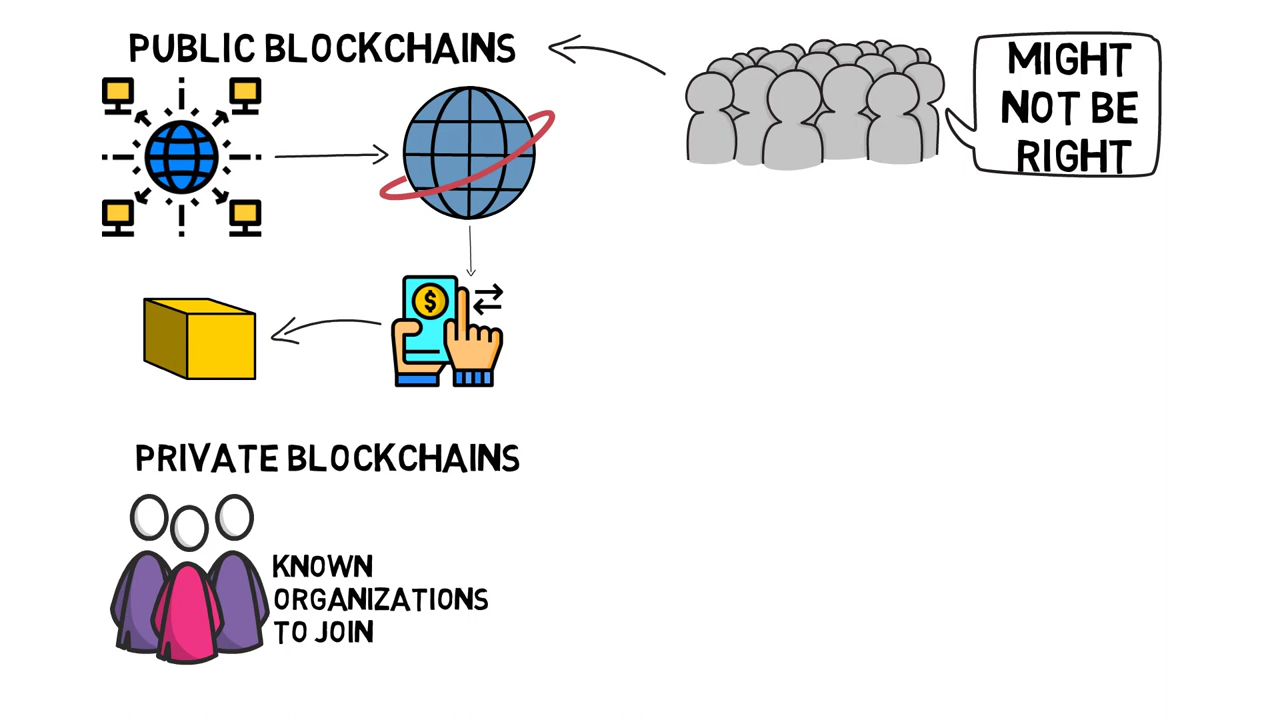 PUBLIC BLOCKCHAINS
MIGHT
NOT BE
RIGHT
$
PRIVATE BLOCKCHAINS
KNOWN
ORGANIZATIONS
TO JOIN